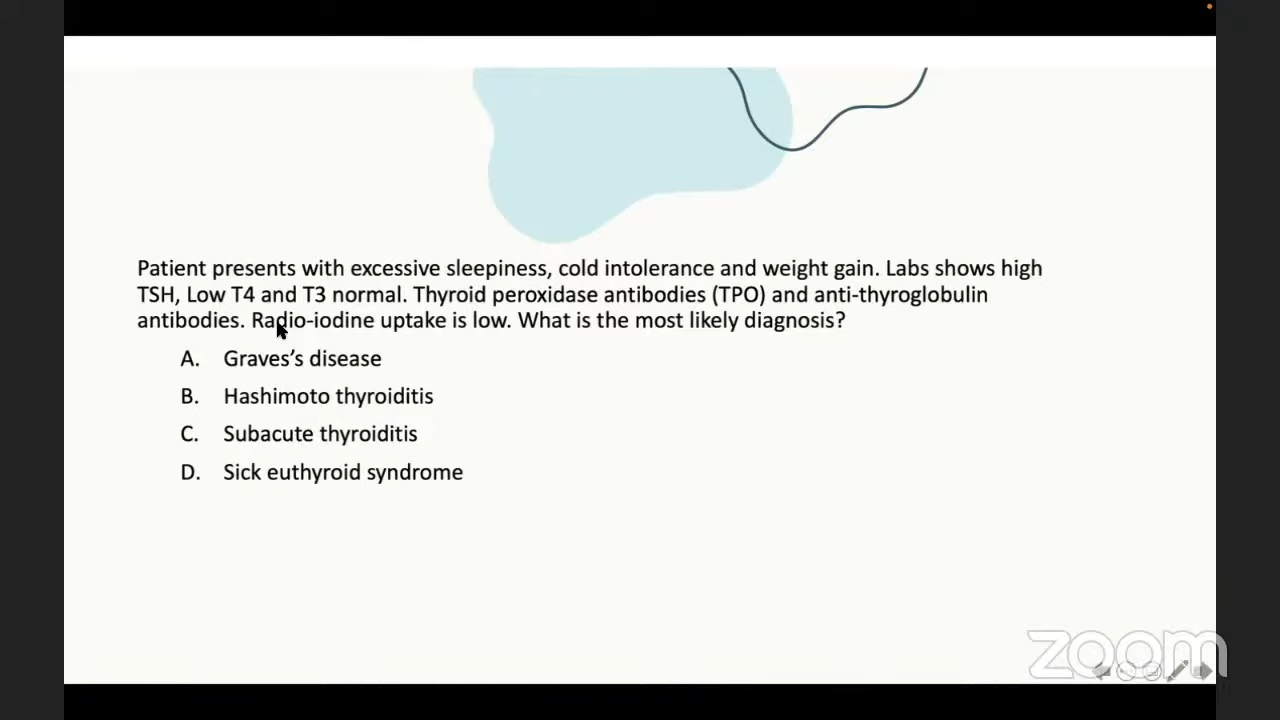 Patient presents with excessive sleepiness, cold intolerance and weight gain. Labs shows high
TSH, Low T4 and T3 normal. Thyroid peroxidase antibodies (TPO) and anti-thyroglobulin
antibodies. Radio-iodine uptake is low. What is the most likely diagnosis?
A. Graves's disease
B. Hashimoto thyroiditis
C. Subacute thyroiditis
D. Sick euthyroid syndrome
zoom